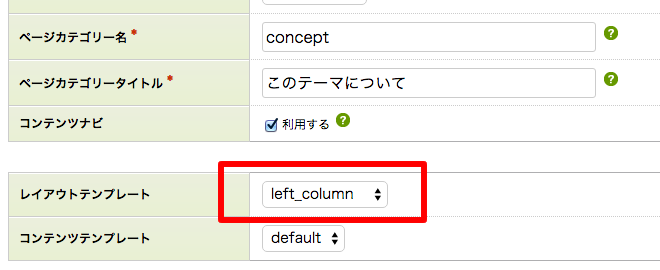 ページカテゴリー名 * concept ?
ページカテゴリータイトル * このテーマについて ?
コンテンツナビ 利用する ?
レイアウトテンプレート left_column
コンテンツテンプレート default